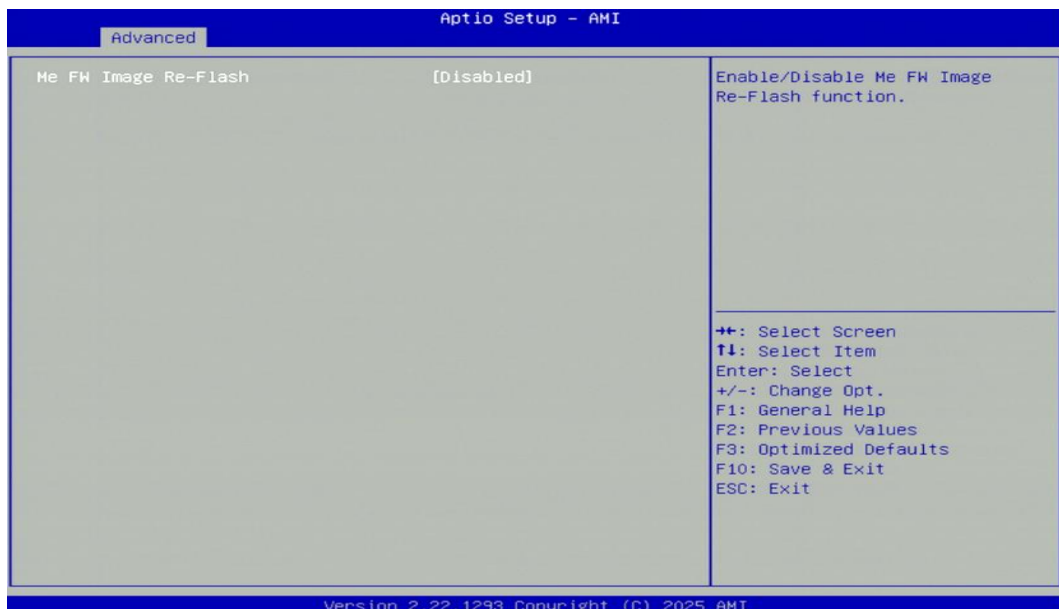 Aptio Setup – AMI
Advanced
Me FW Image Re-Flash [Disabled]
Enable/Disable Me FW Image
Re-Flash function.
→←: Select Screen
↑↓: Select Item
Enter: Select
+/-: Change Opt.
F1: General Help
F2: Previous Values
F3: Optimized Defaults
F10: Save & Exit
ESC: Exit
Version 2.22.1293 Copyright (C) 2025 AMI